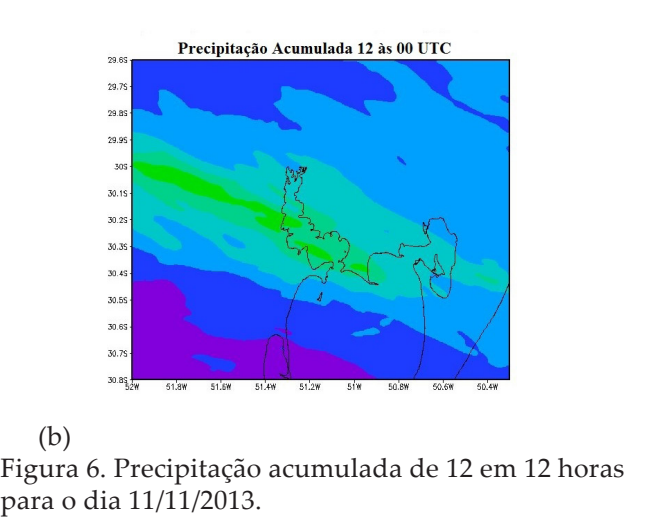 Precipitação Acumulada 12 às 00 UTC
29.6S
29.7S
29.8S
29.9S
30S
30.1S
30.2S
30.3S
30.4S
30.5S
30.6S
30.7S
30.8S
52W 51.8W 51.6W 51.4W 51.2W 51W 50.8W 50.6W 50.4W
(b)
Figura 6. Precipitação acumulada de 12 em 12 horas
para o dia 11/11/2013.